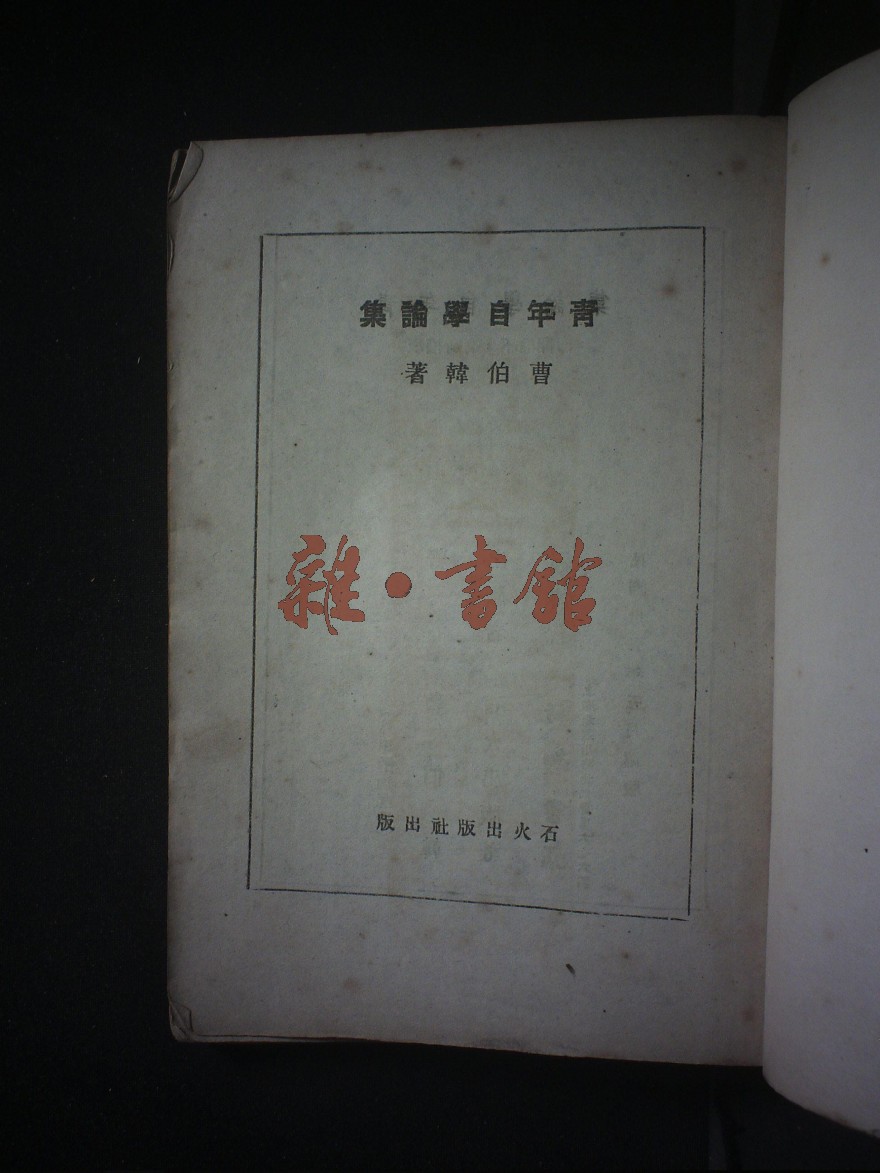 青年自學論集
曹伯韓著
雜·書館
石火出版社出版